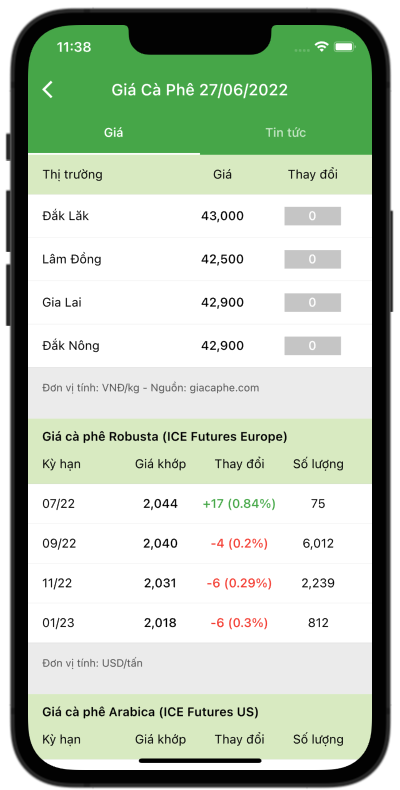 11:38
Giá Cà Phê 27/06/2022
Giá Tin tức
Thị trường Giá Thay đổi
Đắk Lăk 43,000 0
Lâm Đồng 42,500 0
Gia Lai 42,900 0
Đắk Nông 42,900 0
Đơn vị tính: VNĐ/kg - Nguồn: giacaphe.com
Giá cà phê Robusta (ICE Futures Europe)
Kỳ hạn Giá khớp Thay đổi Số lượng
07/22 2,044 +17 (0.84%) 75
09/22 2,040 -4 (0.2%) 6,012
11/22 2,031 -6 (0.29%) 2,239
01/23 2,018 -6 (0.3%) 812
Đơn vị tính: USD/tấn
Giá cà phê Arabica (ICE Futures US)
Kỳ hạn Giá khớp Thay đổi Số lượng